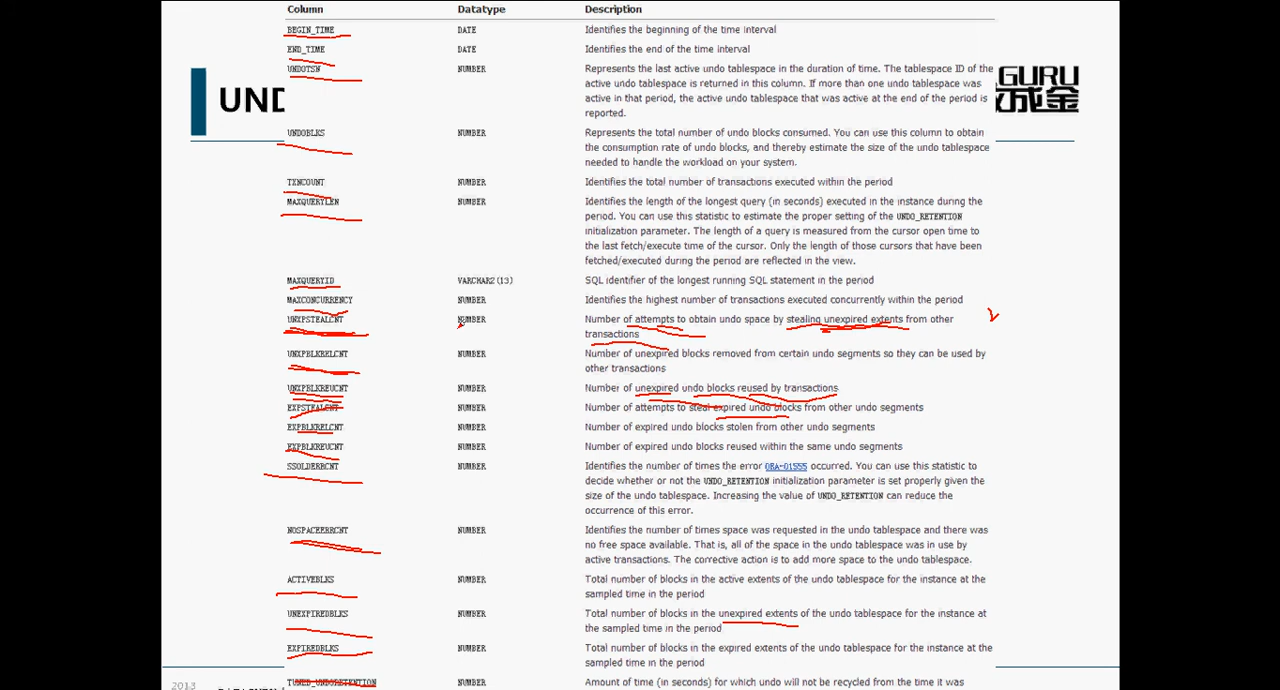 Column Datatype Description
BEGIN_TIME DATE Identifies the beginning of the time interval
END_TIME DATE Identifies the end of the time interval
UNDOTSN NUMBER Represents the last active undo tablespace in the duration of time. The tablespace ID of the
active undo tablespace is returned in this column. If more than one undo tablespace was
active in that period, the active undo tablespace that was active at the end of the period is
reported.
GURU
UND
成金
UNDOBLKS NUMBER Represents the total number of undo blocks consumed. You can use this column to obtain
the consumption rate of undo blocks, and thereby estimate the size of the undo tablespace
needed to handle the workload on your system.
TXNCOUNT NUMBER Identifies the total number of transactions executed within the period
MAXQUERYLEN NUMBER Identifies the length of the longest query (in seconds) executed in the instance during the
period. You can use this statistic to estimate the proper setting of the UNDO_RETENTION
initialization parameter. The length of a query is measured from the cursor open time to
the last fetch/execute time of the cursor. Only the length of those cursors that have been
fetched/executed during the period are reflected in the view.
MAXQUERYID VARCHAR2(13) SQL identifier of the longest running SQL statement in the period
MAXCONCURRENCY NUMBER Identifies the highest number of transactions executed concurrently within the period
UNXPSTEALCNT NUMBER Number of attempts to obtain undo space by stealing unexpired extents from other
transactions
UNXPBLKRELCNT NUMBER Number of unexpired blocks removed from certain undo segments so they can be used by
other transactions
UNXPBLKREUCNT NUMBER Number of unexpired undo blocks reused by transactions
EXPSTEALCNT NUMBER Number of attempts to steal expired undo blocks from other undo segments
EXPBLKRELCNT NUMBER Number of expired undo blocks stolen from other undo segments
EXPBLKREUCNT NUMBER Number of expired undo blocks reused within the same undo segments
SSOLDERRCNT NUMBER Identifies the number of times the error ORA-01555 occurred. You can use this statistic to
decide whether or not the UNDO_RETENTION initialization parameter is set properly given the
size of the undo tablespace. Increasing the value of UNDO_RETENTION can reduce the
occurrence of this error.
NOSPACEERRCNT NUMBER Identifies the number of times space was requested in the undo tablespace and there was
no free space available. That is, all of the space in the undo tablespace was in use by
active transactions. The corrective action is to add more space to the undo tablespace.
ACTIVEBLKS NUMBER Total number of blocks in the active extents of the undo tablespace for the instance at the
sampled time in the period
UNEXPIREDBLKS NUMBER Total number of blocks in the unexpired extents of the undo tablespace for the instance at
the sampled time in the period
EXPIREDBLKS NUMBER Total number of blocks in the expired extents of the undo tablespace for the instance at the
sampled time in the period
TUNED_UNDORETENTION NUMBER Amount of time (in seconds) for which undo will not be recycled from the time it was
2013